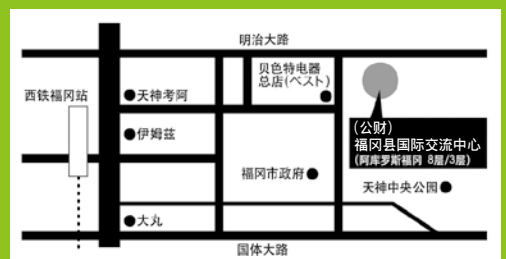 明治大路
贝色特电器
总店(ベスト)
西铁福冈站
天神考阿
(公财)
福冈县国际交流中心
(阿库罗斯福冈 8层/3层)
伊姆兹
福冈市政府
天神中央公园
大丸
国体大路